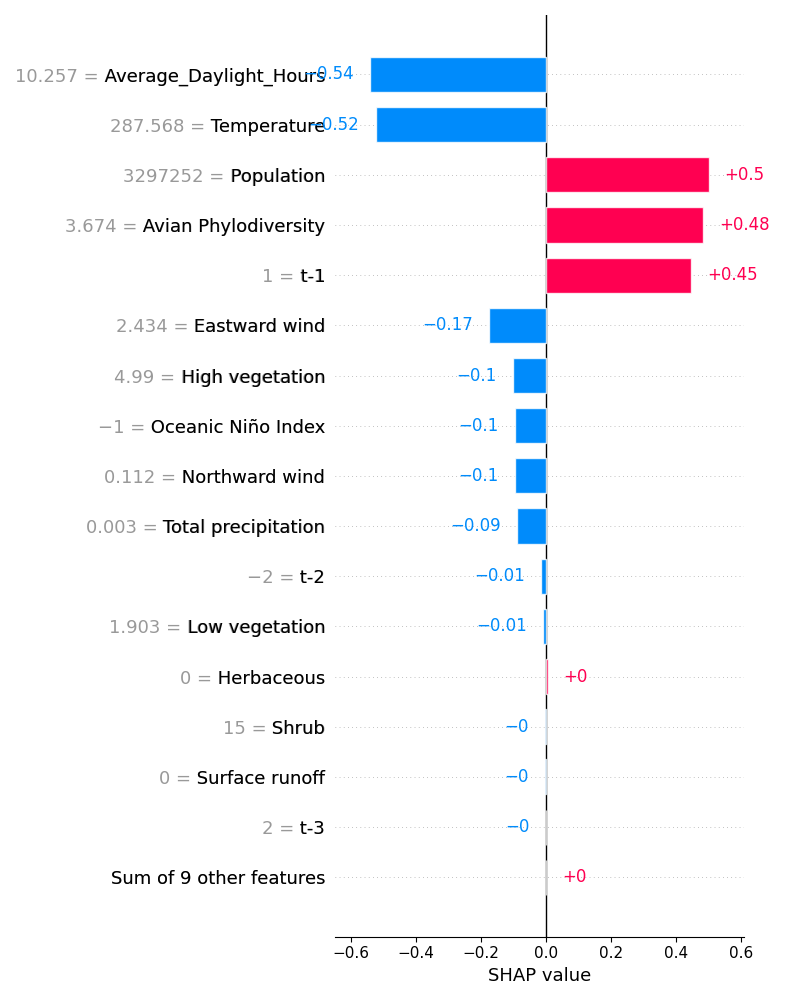 10.257 = Average_Daylight_Hours −0.54
287.568 = Temperature −0.52
3297252 = Population +0.5
3.674 = Avian Phylodiversity +0.48
1 = t-1 +0.45
2.434 = Eastward wind −0.17
4.99 = High vegetation −0.1
−1 = Oceanic Niño Index −0.1
0.112 = Northward wind −0.1
0.003 = Total precipitation −0.09
−2 = t-2 −0.01
1.903 = Low vegetation −0.01
0 = Herbaceous +0
15 = Shrub −0
0 = Surface runoff −0
2 = t-3 −0
Sum of 9 other features +0
−0.6 −0.4 −0.2 0.0 0.2 0.4 0.6
SHAP value